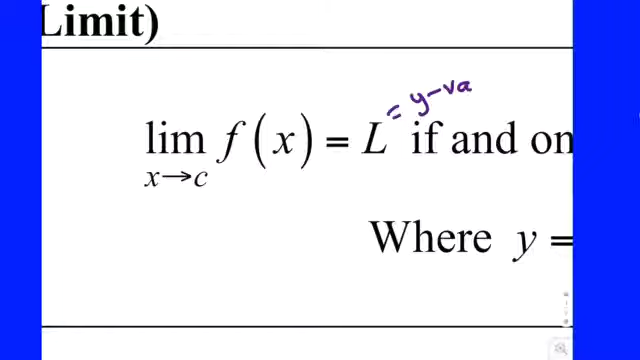 Limit)
= y-va
lim f(x) = L if and on
x→c
Where y =